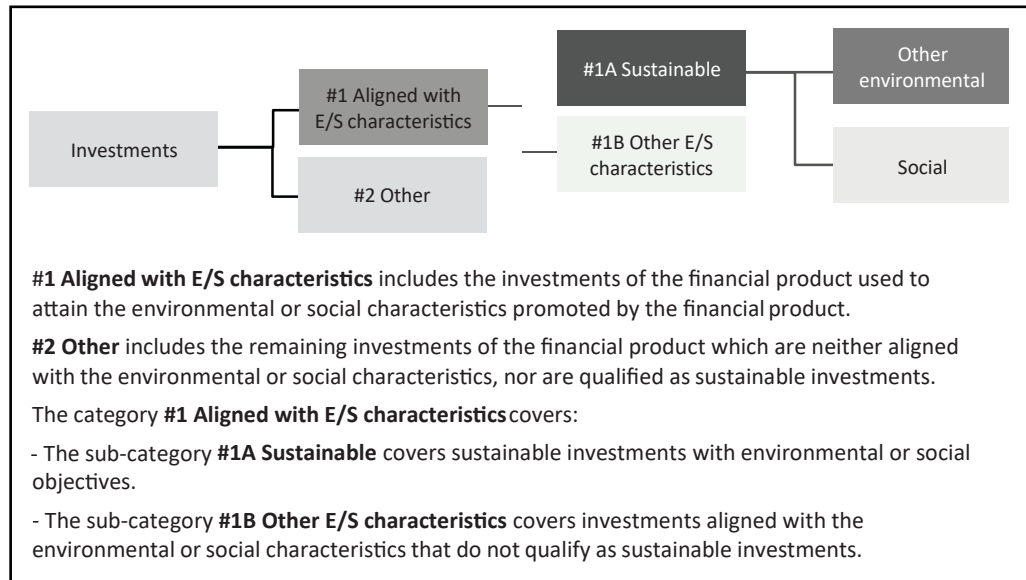 Investments
#1 Aligned with
E/S characteristics
#2 Other
#1A Sustainable
#1B Other E/S
characteristics
Other
environmental
Social
#1 Aligned with E/S characteristics includes the investments of the financial product used to
attain the environmental or social characteristics promoted by the financial product.
#2 Other includes the remaining investments of the financial product which are neither aligned
with the environmental or social characteristics, nor are qualified as sustainable investments.
The category #1 Aligned with E/S characteristics covers:
- The sub-category #1A Sustainable covers sustainable investments with environmental or social
objectives.
- The sub-category #1B Other E/S characteristics covers investments aligned with the
environmental or social characteristics that do not qualify as sustainable investments.